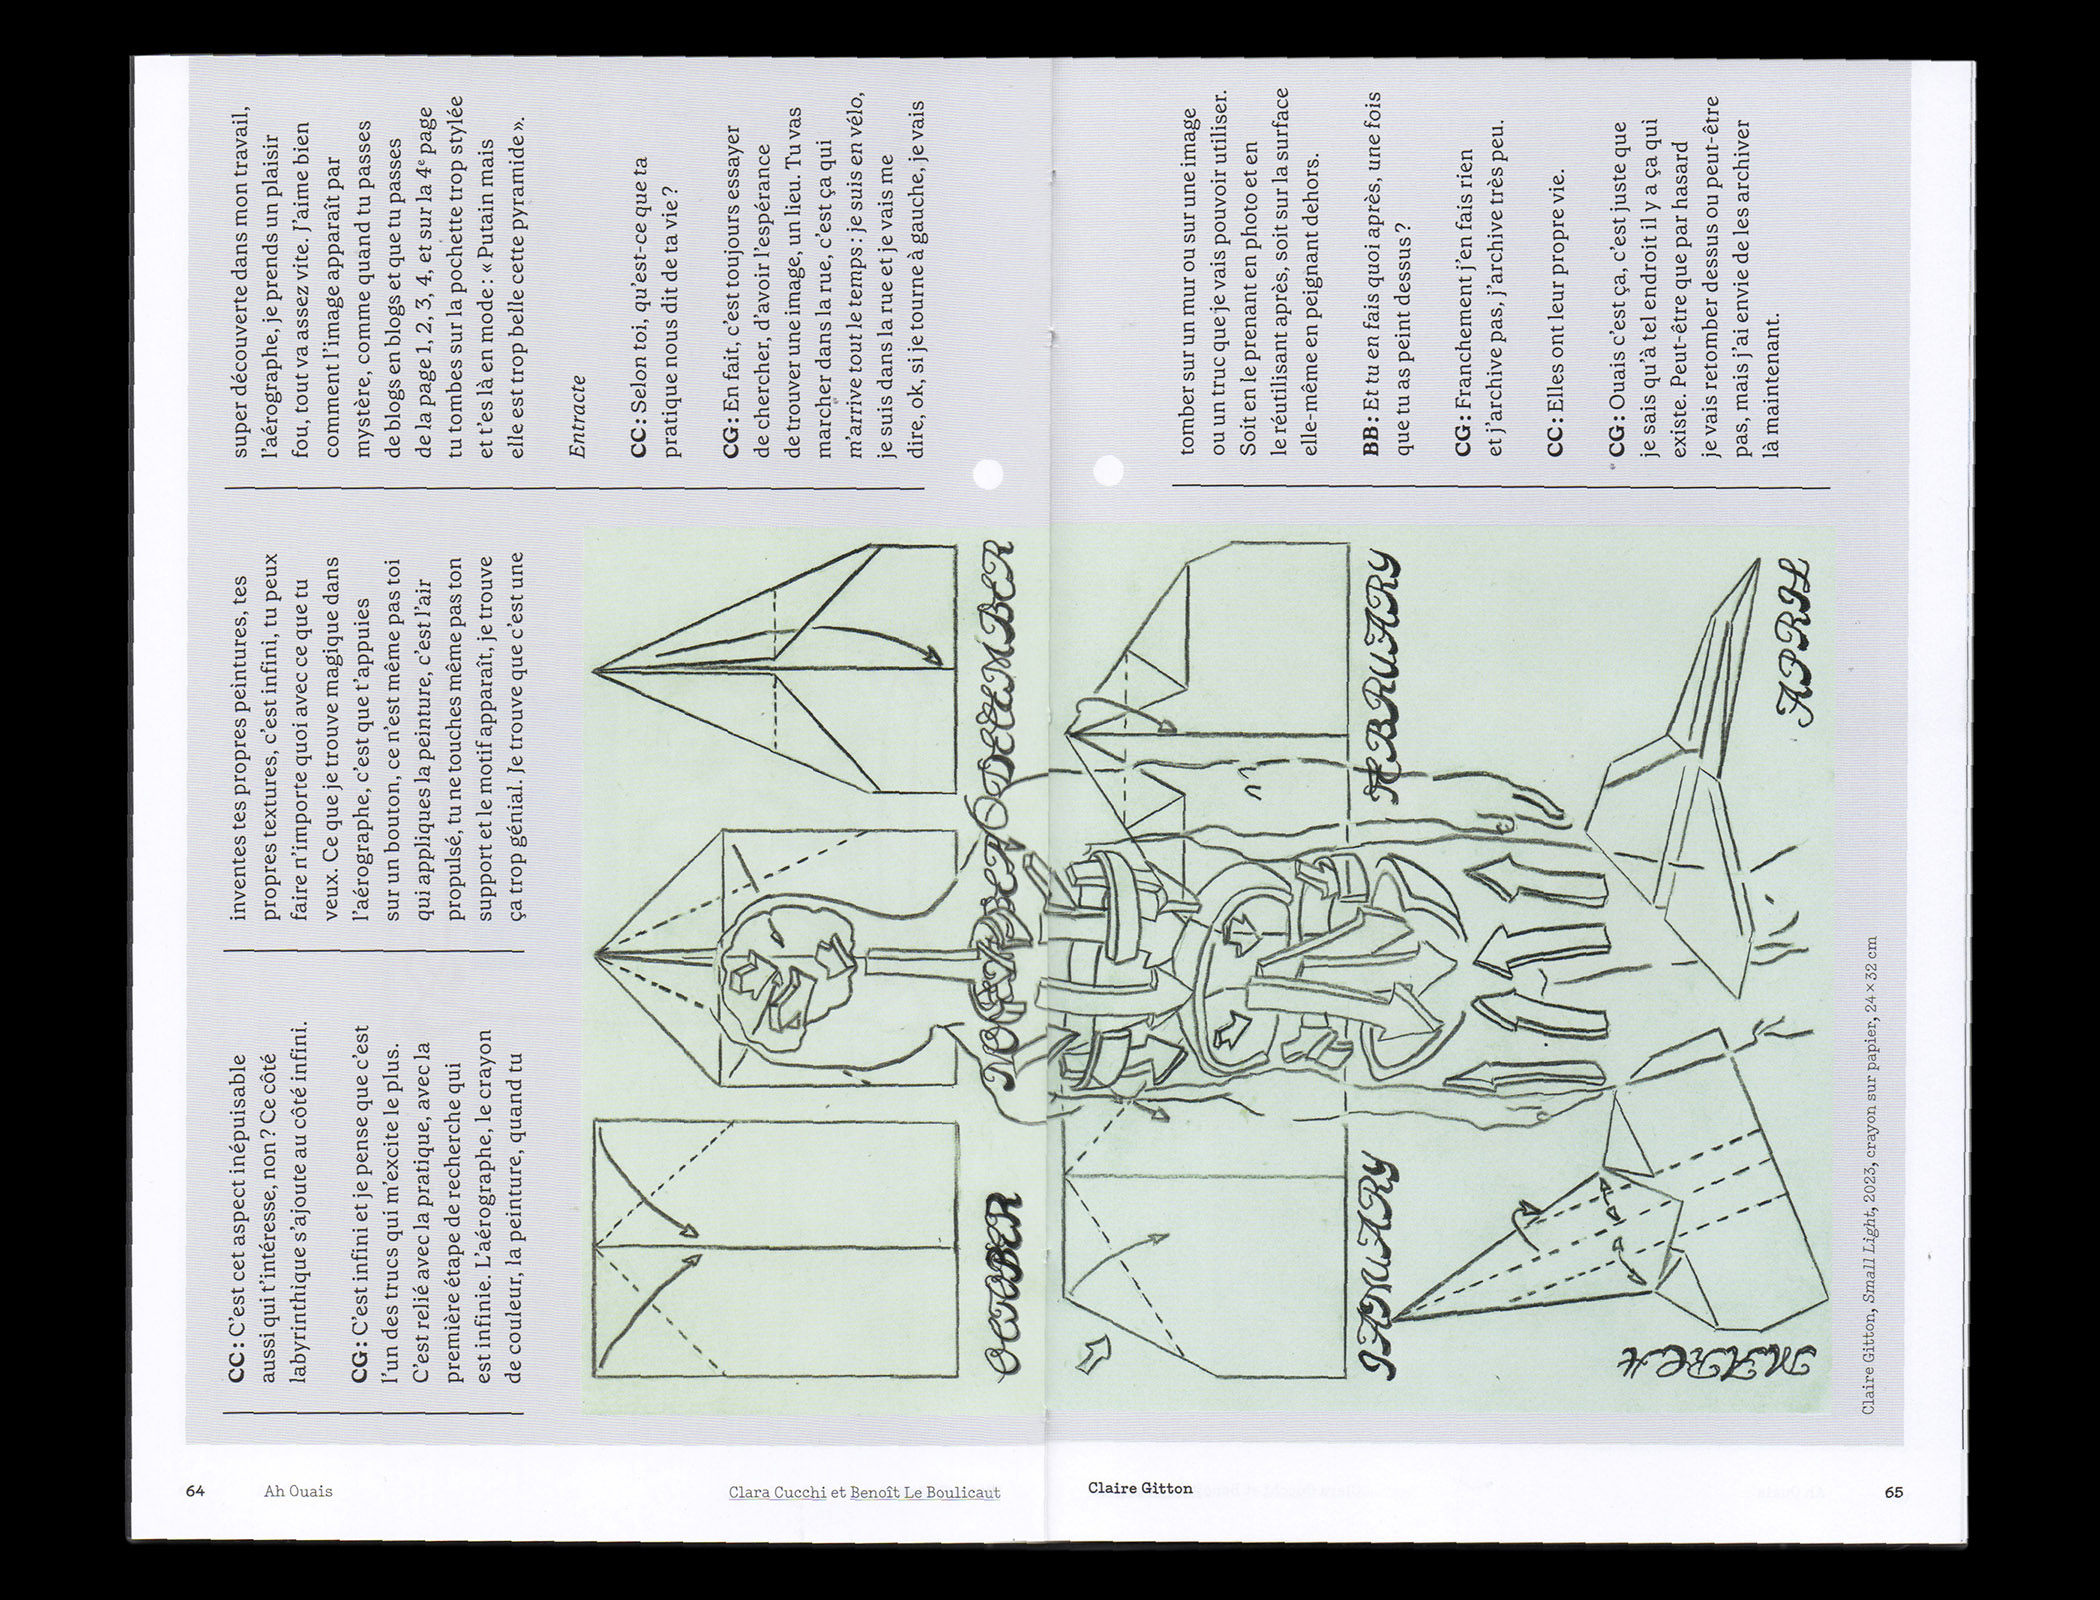 CC : C’est cet aspect inépuisable
aussi qui t’intéresse, non ? Ce côté
labyrinthique s’ajoute au côté infini.
CG : C’est infini et je pense que c’est
l’un des trucs qui m’excite le plus.
C’est relié avec la pratique, avec la
première étape de recherche qui
est infinie. L’aérographe, le crayon
de couleur, la peinture, quand tu
inventes tes propres peintures, tes
propres textures, c’est infini, tu peux
faire n’importe quoi avec ce que tu
veux. Ce que je trouve magique dans
l’aérographe, c’est que t’appuies
sur un bouton, ce n’est même pas toi
qui appliques la peinture, c’est l’air
propulsé, tu ne touches même pas ton
support et le motif apparaît, je trouve
ça trop génial. Je trouve que c’est une
super découverte dans mon travail,
l’aérographe, je prends un plaisir
fou, tout va assez vite. J’aime bien
comment l’image apparaît par
mystère, comme quand tu passes
de blogs en blogs et que tu passes
de la page 1, 2, 3, 4, et sur la 4e page
tu tombes sur la pochette trop stylée
et t’es là en mode : « Putain mais
elle est trop belle cette pyramide ».
Entracte
CC : Selon toi, qu’est-ce que ta
pratique nous dit de ta vie ?
CG : En fait, c’est toujours essayer
de chercher, d’avoir l’espérance
de trouver une image, un lieu. Tu vas
marcher dans la rue, c’est ça qui
m’arrive tout le temps : je suis en vélo,
je suis dans la rue et je vais me
dire, ok, si je tourne à gauche, je vais
tomber sur un mur ou sur une image
ou un truc que je vais pouvoir utiliser.
Soit en le prenant en photo et en
le réutilisant après, soit sur la surface
elle-même en peignant dehors.
BB : Et tu en fais quoi après, une fois
que tu as peint dessus ?
CG : Franchement j’en fais rien
et j’archive pas, j’archive très peu.
CC : Elles ont leur propre vie.
CG : Ouais c’est ça, c’est juste que
je sais qu’à tel endroit il y a ça qui
existe. Peut-être que par hasard
je vais retomber dessus ou peut-être
pas, mais j’ai envie de les archiver
là maintenant.
OCTOBER
NOVEMBER
DECEMBER
JANUARY
FEBRUARY
MARCH
APRIL
Claire Gitton, Small Light, 2023, crayon sur papier, 24 × 32 cm
64
Ah Ouais
Clara Cucchi et Benoît Le Boulicaut
Claire Gitton
65